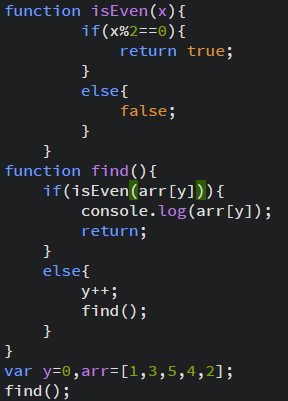 function isEven(x){
        if(x%2==0){
            return true;
        }
        else{
            false;
        }
    }
function find(){
    if(isEven(arr[y])){
        console.log(arr[y]);
        return;
    }
    else{
        y++;
        find();
    }
}
var y=0,arr=[1,3,5,4,2];
find();